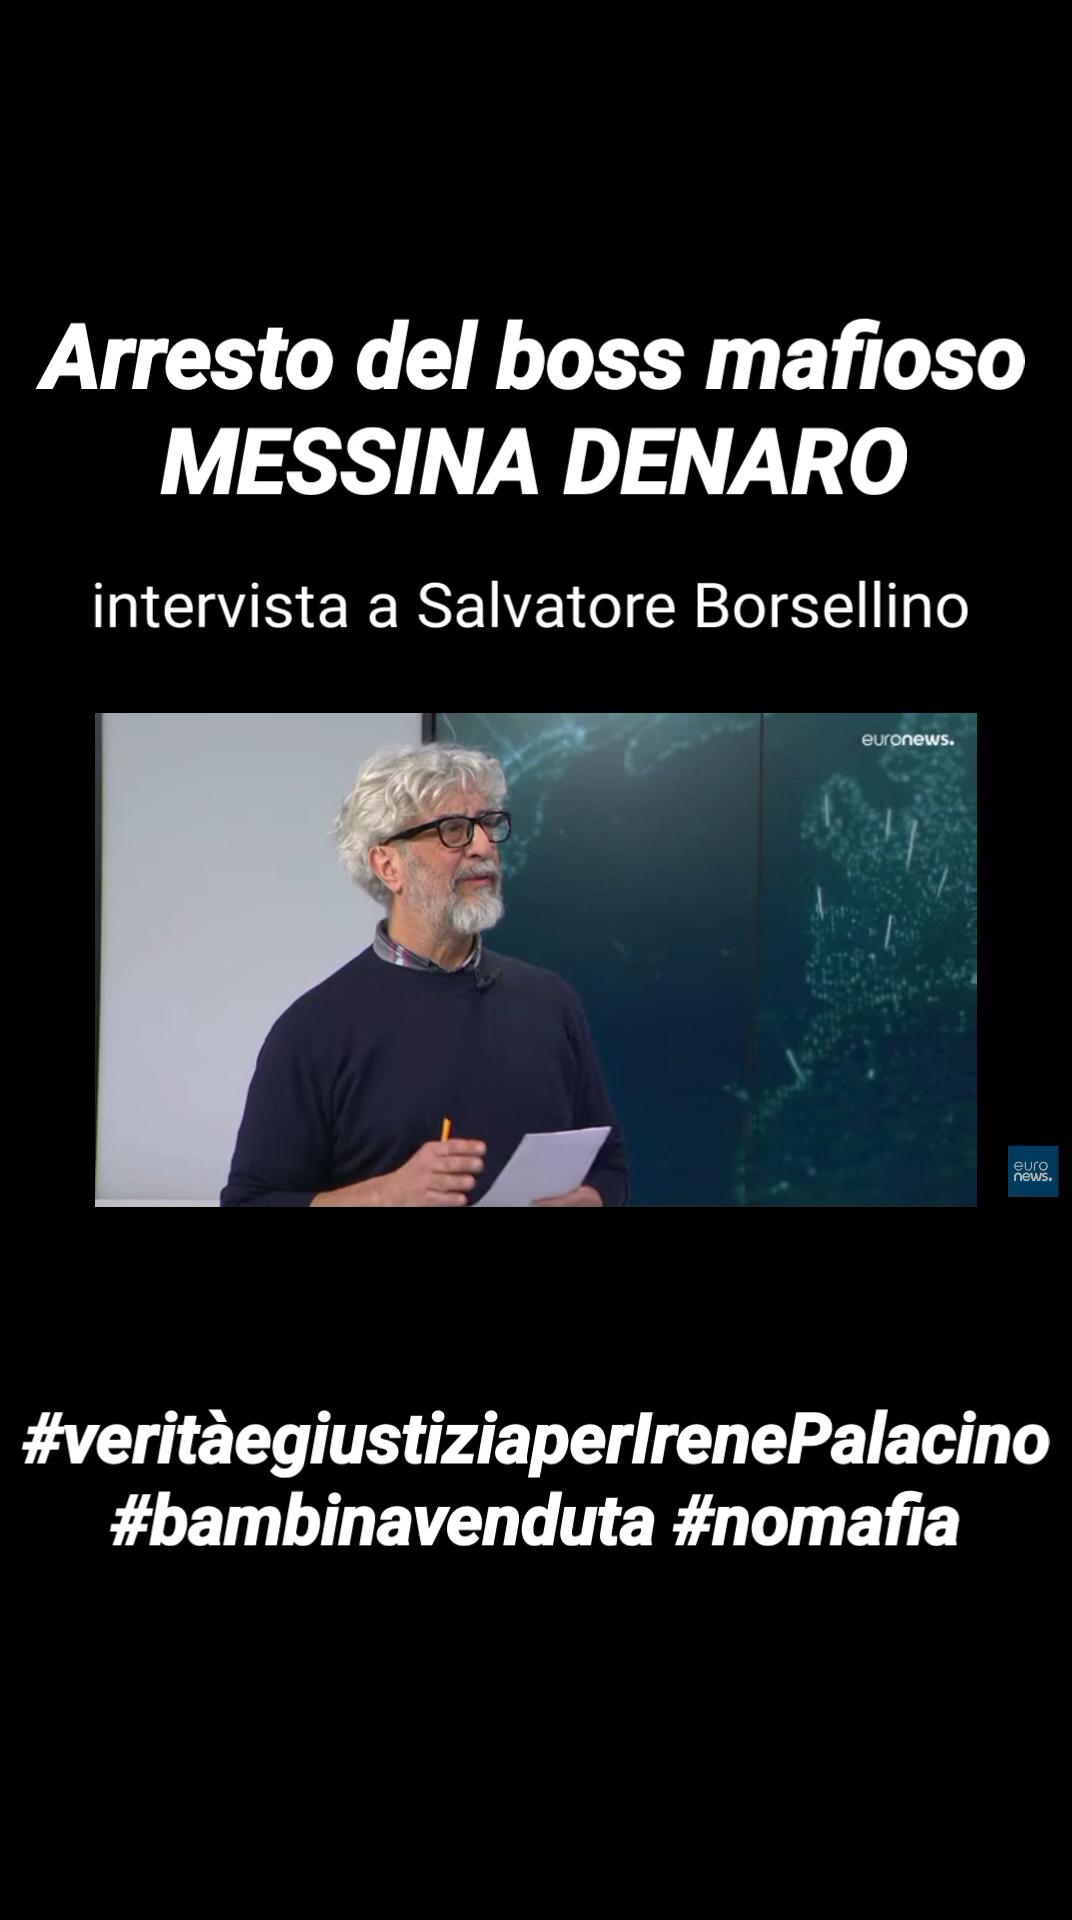 Arresto del boss mafioso
MESSINA DENARO
intervista a Salvatore Borsellino
euronews.
euro
news.
#veritàegiustiziaperIrenePalacino
#bambinavenduta #nomafia